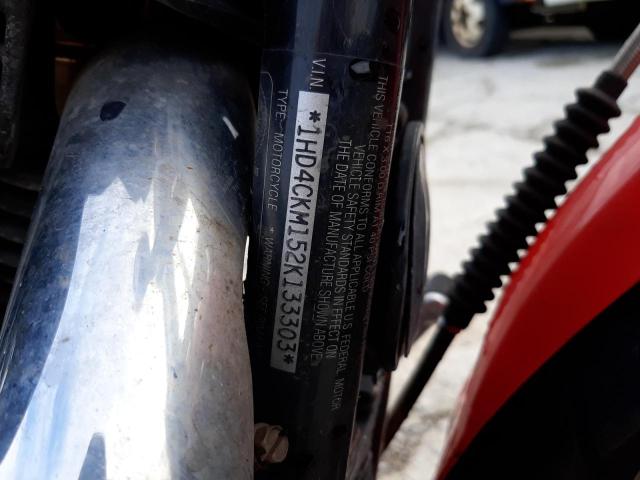 V.I.N. *1HD4CKM152K133303*
TYPE- MOTORCYCLE *WARNING-
THIS VEHICLE CONFORMS TO ALL APPLICABLE U.S. FEDERAL MOTOR
VEHICLE SAFETY STANDARDS IN EFFECT ON
THE DATE OF MANUFACTURE SHOWN ABOVE